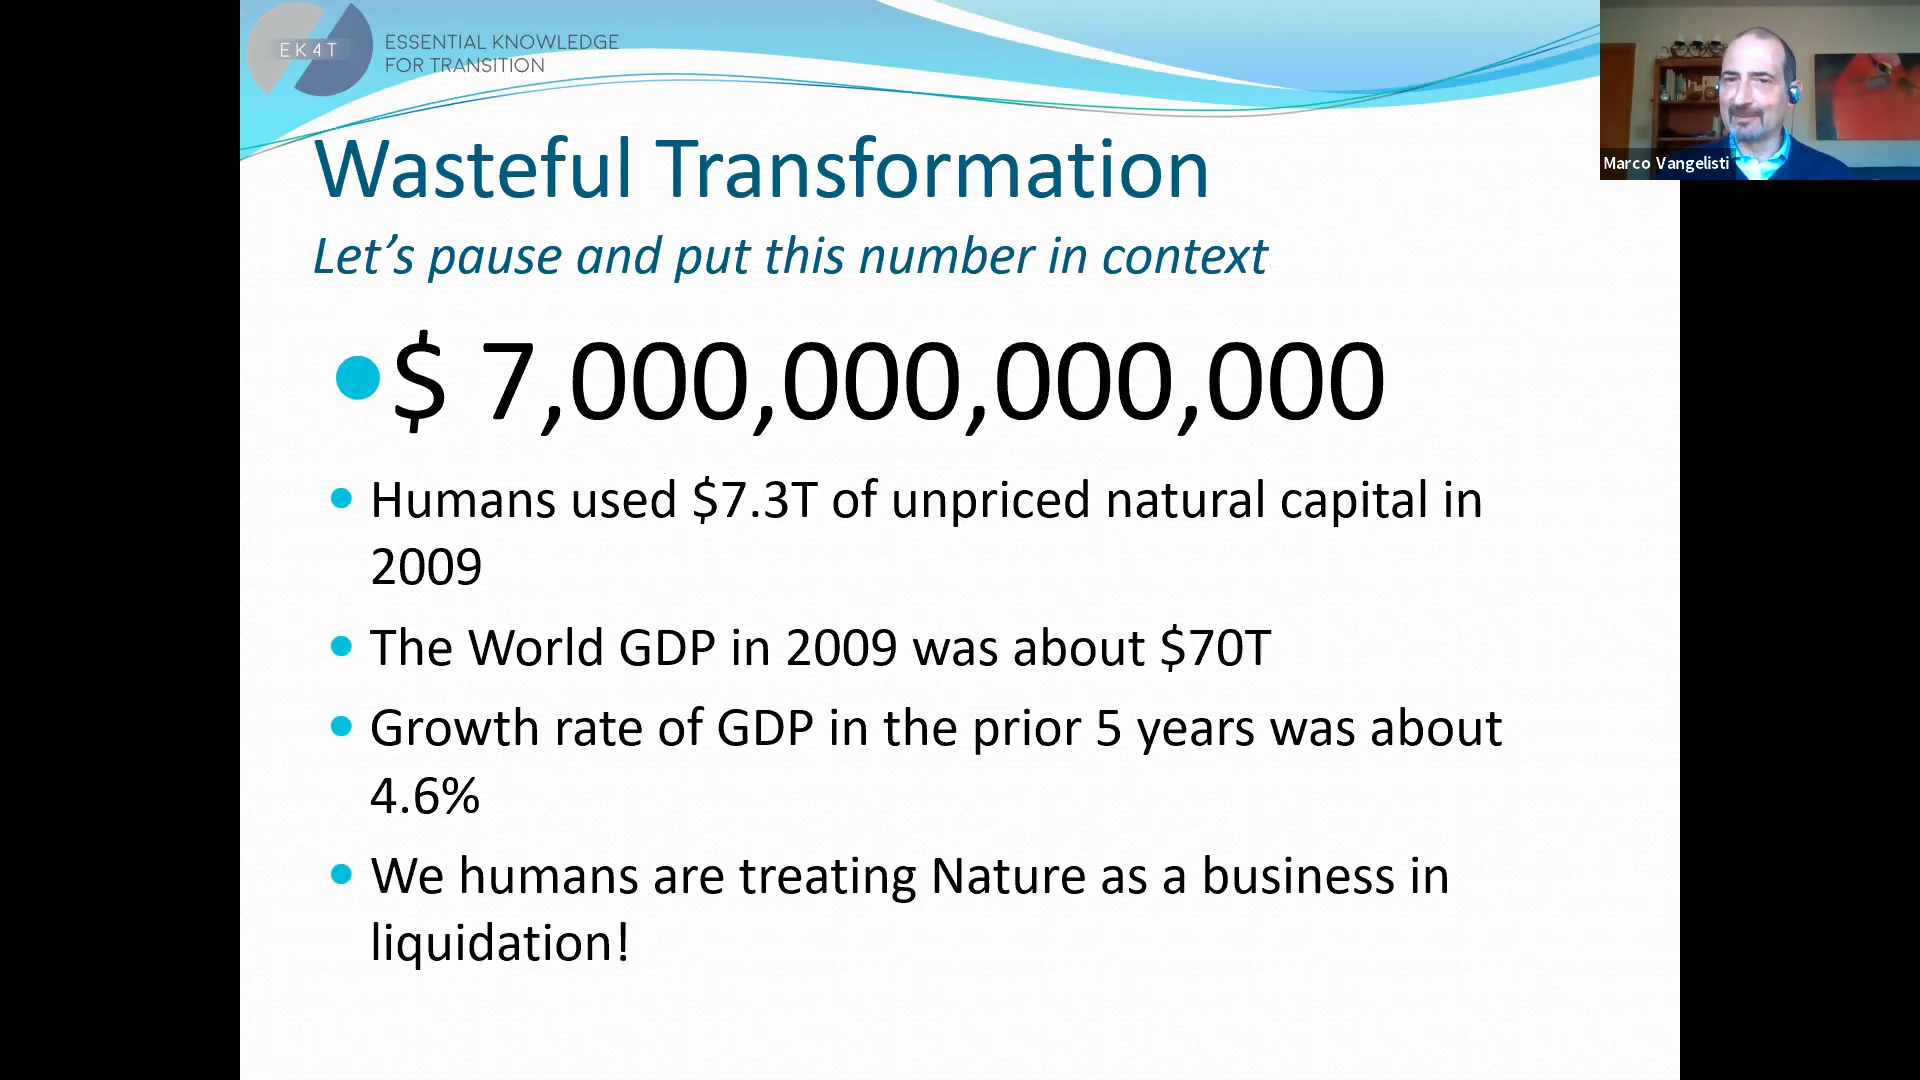 EK4T
ESSENTIAL KNOWLEDGE
FOR TRANSITION
Marco Vangelisti
Wasteful Transformation
Let's pause and put this number in context
• $ 7,000,000,000,000
• Humans used $7.3T of unpriced natural capital in
2009
• The World GDP in 2009 was about $70T
• Growth rate of GDP in the prior 5 years was about
4.6%
• We humans are treating Nature as a business in
liquidation!